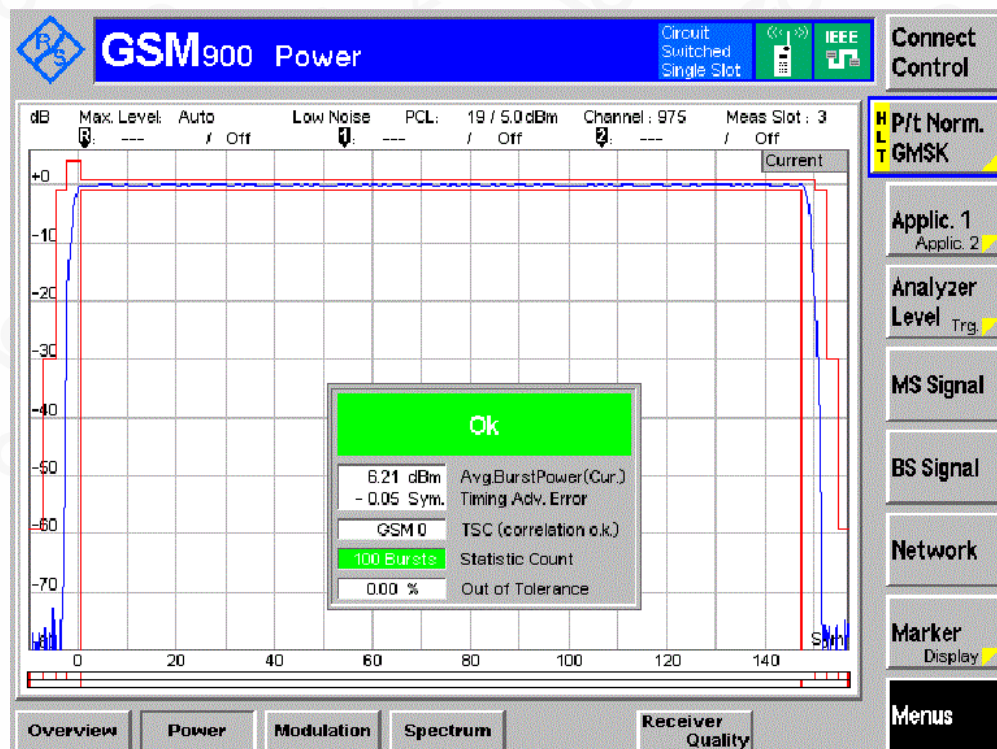 R S
GSM900 Power
Circuit
Switched
Single Slot
IEEE
Connect
Control
dB Max. Level: Auto Low Noise PCL: 19 / 5.0 dBm Channel : 975 Meas Slot : 3
R: --- / Off 1: --- / Off 2: --- / Off
Current
HLT
P/t Norm.
GMSK
Applic. 1
Applic. 2
Analyzer
Level Trg.
MS Signal
BS Signal
Network
Marker
Display
Menus
+0
-10
-20
-30
-40
-50
-60
-70
Ok
6.21 dBm Avg.BurstPower(Cur.)
- 0.05 Sym. Timing Adv. Error
GSM 0 TSC (correlation o.k.)
100 Bursts Statistic Count
0.00 % Out of Tolerance
0 20 40 60 80 100 120 140
Overview Power Modulation Spectrum Receiver
Quality